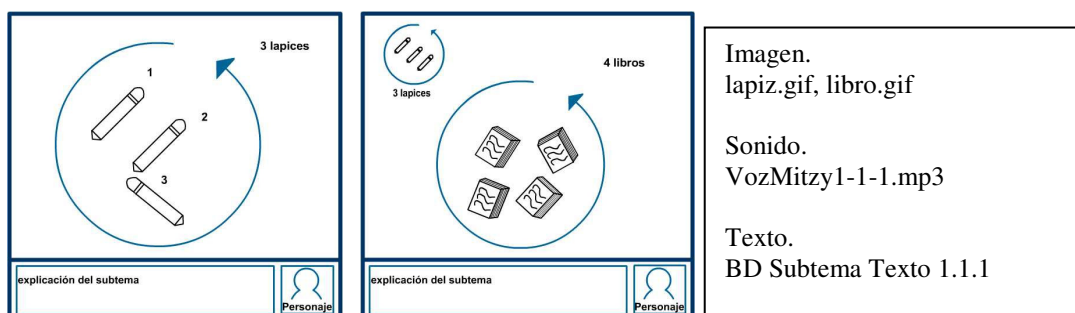 3 lapices
1
2
3
explicación del subtema
Personaje
3 lapices
4 libros
explicación del subtema
Personaje
Imagen.
lapiz.gif, libro.gif
Sonido.
VozMitzy1-1-1.mp3
Texto.
BD Subtema Texto 1.1.1